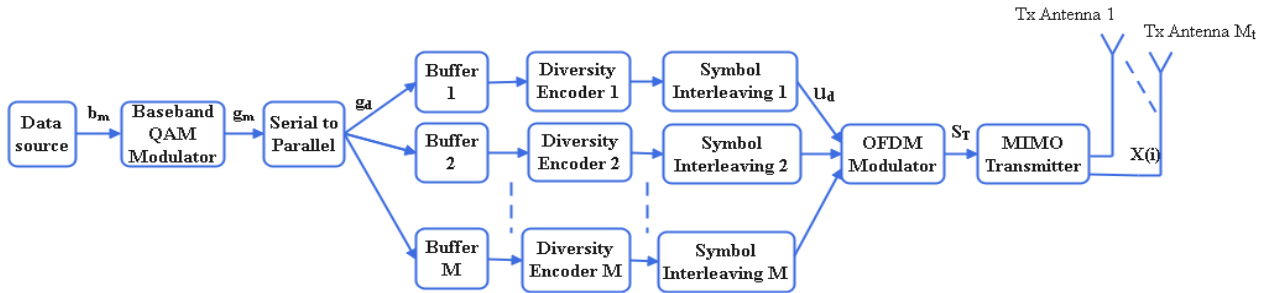 Tx Antenna 1
Tx Antenna Mt
Data
source
bm
Baseband
QAM
Modulator
gm
Serial to
Parallel
gd
Buffer
1
Diversity
Encoder 1
Symbol
Interleaving 1
Ud
Buffer
2
Diversity
Encoder 2
Symbol
Interleaving 2
Buffer
M
Diversity
Encoder M
Symbol
Interleaving M
OFDM
Modulator
ST
MIMO
Transmitter
X(i)